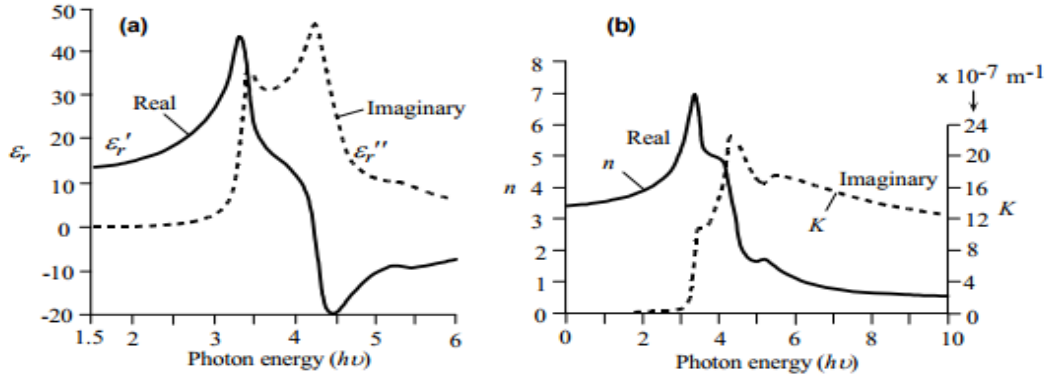 (a)
50
40
30
20
10
0
-10
-20
εr
Real
εr′
Imaginary
εr′′
1.5 2 3 4 5 6
Photon energy (hυ)
(b)
× 10-7 m-1
8
7
6
5
4
3
2
1
0
n
Real
n
Imaginary
K
24
20
16
12
8
4
0
K
0 2 4 6 8 10
Photon energy (hυ)